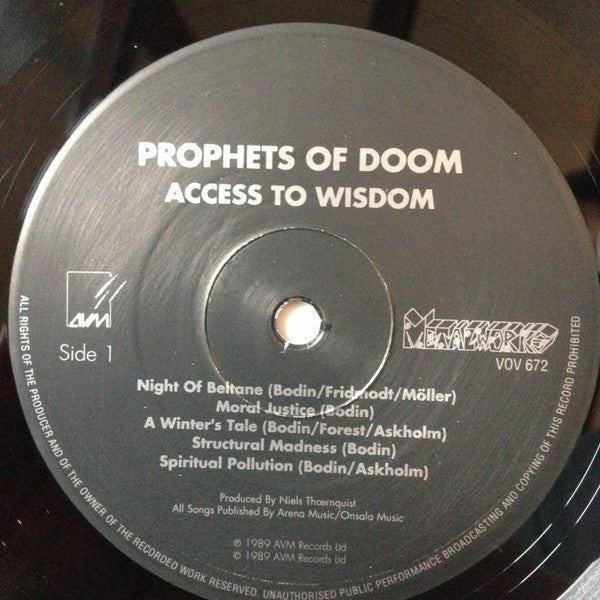 PROPHETS OF DOOM
ACCESS TO WISDOM
AVM
Side 1
METALWORKS
VOV 672
Night Of Beltane (Bodin/Fridmodt/Möller)
Moral Justice (Bodin)
A Winter's Tale (Bodin/Forest/Askholm)
Structural Madness (Bodin)
Spiritual Pollution (Bodin/Askholm)
Produced By Niels Thœrnquist
All Songs Published By Arena Music/Onsala Music
℗ 1989 AVM Records Ltd
© 1989 AVM Records Ltd
ALL RIGHTS OF THE PRODUCER AND OF THE OWNER OF THE RECORDED WORK RESERVED. UNAUTHORISED PUBLIC PERFORMANCE BROADCASTING AND COPYING OF THIS RECORD PROHIBITED